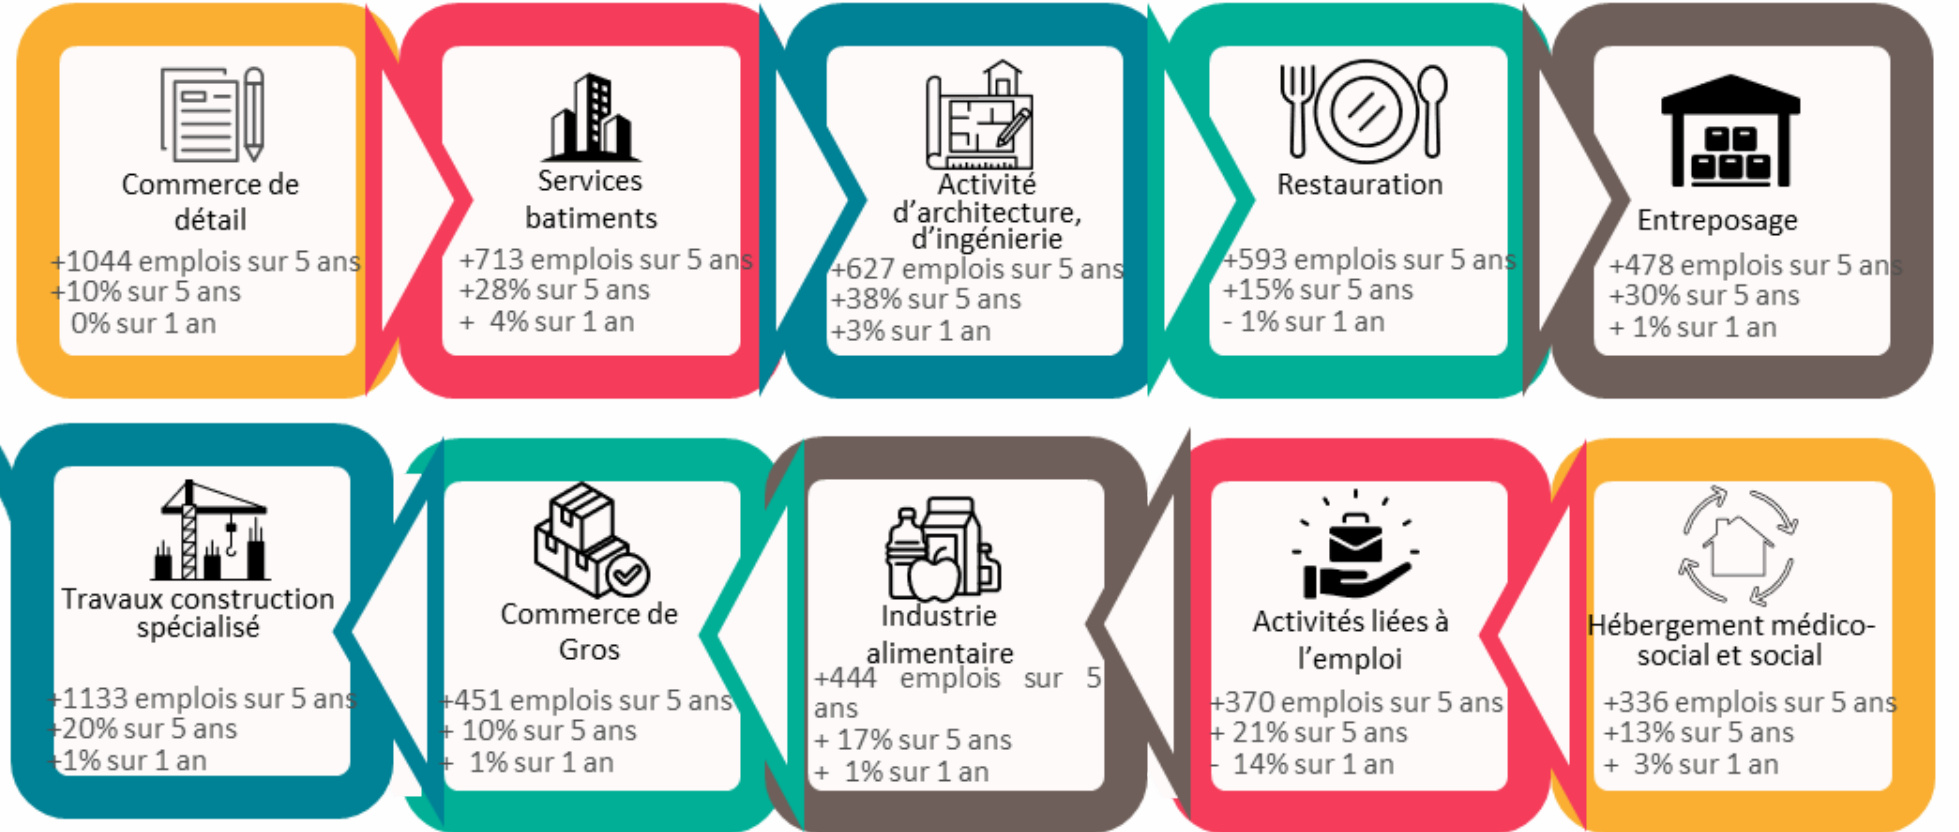 Commerce de
détail
+1044 emplois sur 5 ans
+10% sur 5 ans
0% sur 1 an
Services
batiments
+713 emplois sur 5 ans
+28% sur 5 ans
+ 4% sur 1 an
Activité
d’architecture,
d’ingénierie
+627 emplois sur 5 ans
+38% sur 5 ans
+3% sur 1 an
Restauration
+593 emplois sur 5 ans
+15% sur 5 ans
- 1% sur 1 an
Entreposage
+478 emplois sur 5 ans
+30% sur 5 ans
+ 1% sur 1 an
Travaux construction
spécialisé
+1133 emplois sur 5 ans
+20% sur 5 ans
+1% sur 1 an
Commerce de
Gros
+451 emplois sur 5 ans
+ 10% sur 5 ans
+ 1% sur 1 an
Industrie
alimentaire
+444 emplois sur 5
ans
+ 17% sur 5 ans
+ 1% sur 1 an
Activités liées à
l’emploi
+370 emplois sur 5 ans
+ 21% sur 5 ans
- 14% sur 1 an
Hébergement médico-
social et social
+336 emplois sur 5 ans
+13% sur 5 ans
+ 3% sur 1 an